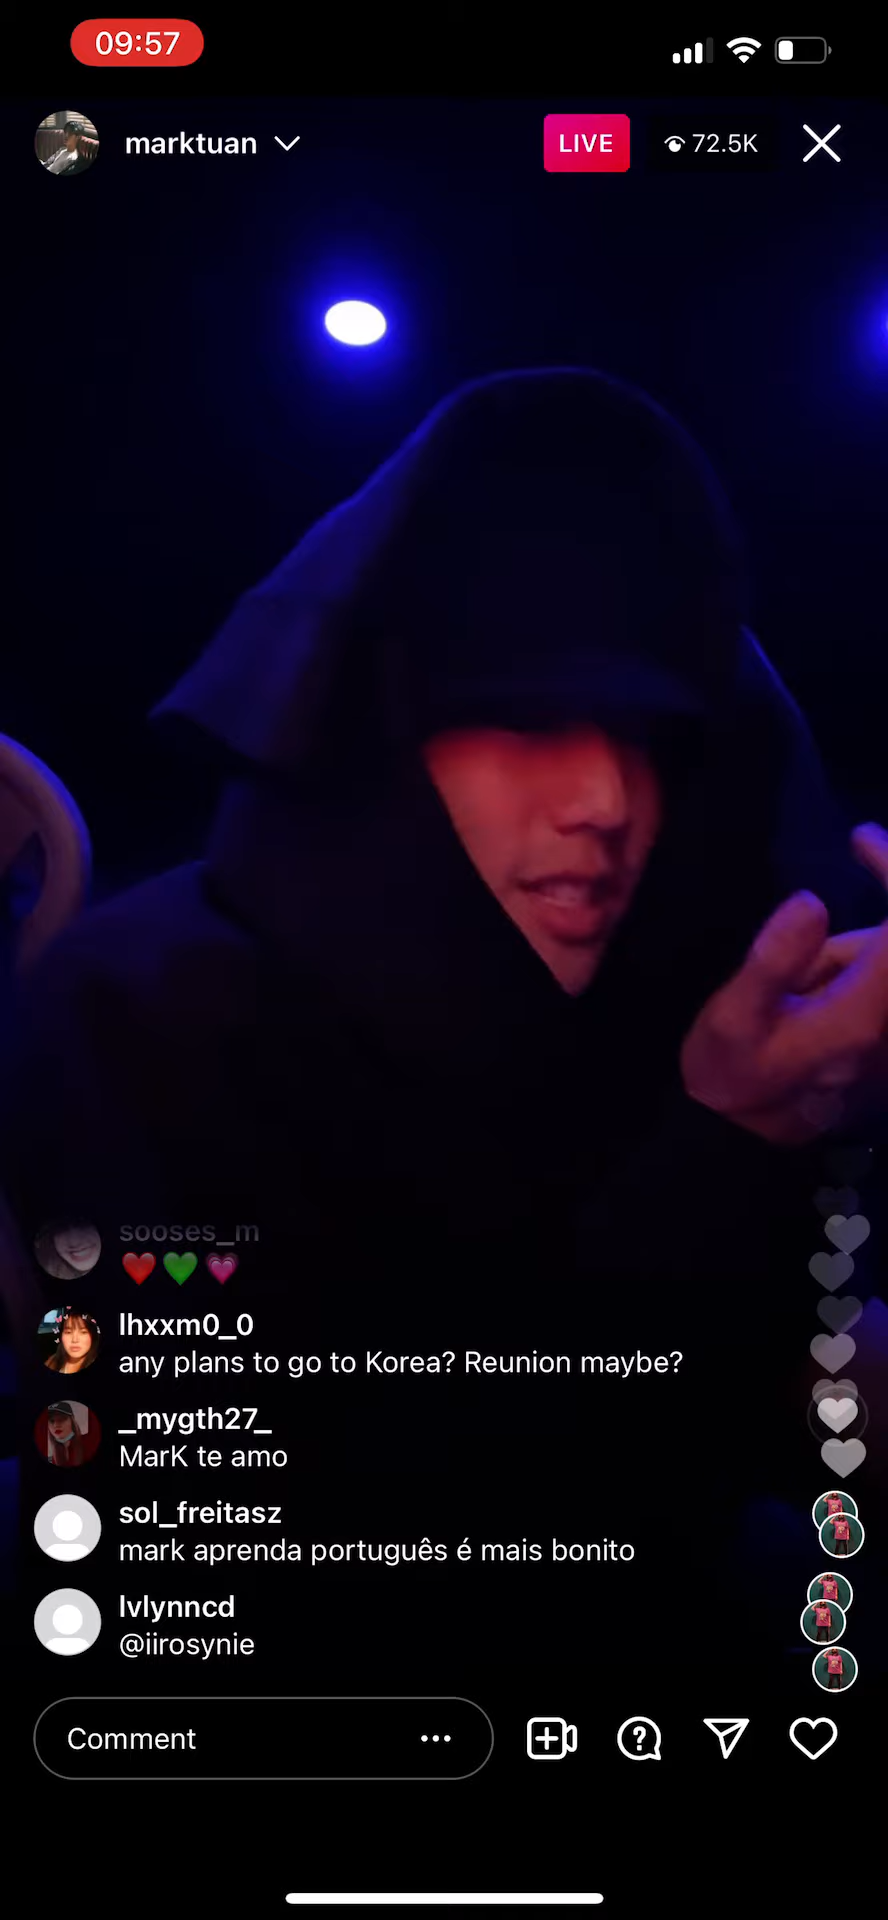 09:57
marktuan
LIVE
72.5K
sooses_m
❤️💚💗
lhxxm0_0
any plans to go to Korea? Reunion maybe?
_mygth27_
MarK te amo
sol_freitasz
mark aprenda português é mais bonito
lvlynncd
@iirosynie
Comment